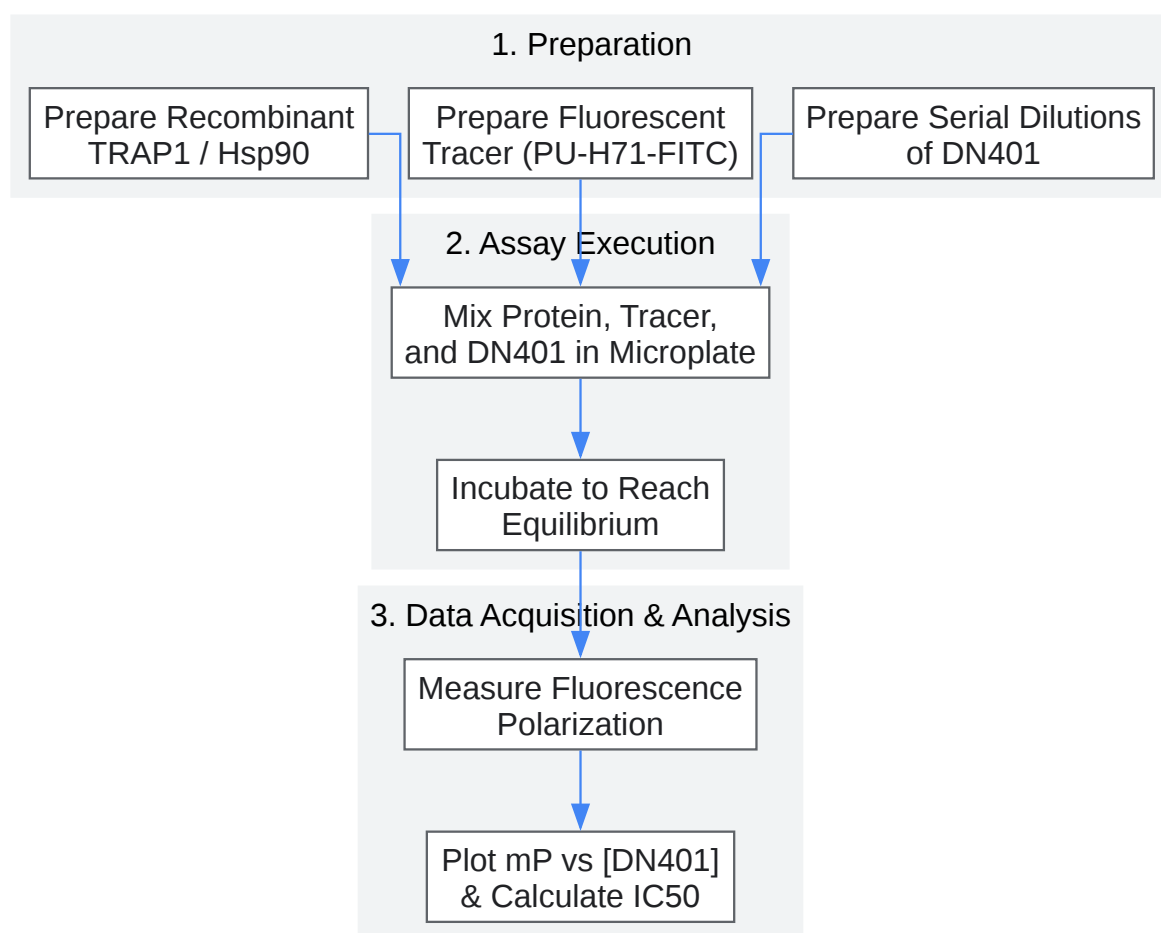 1. Preparation
Prepare Recombinant
TRAP1 / Hsp90
Prepare Fluorescent
Tracer (PU-H71-FITC)
Prepare Serial Dilutions
of DN401
2. Assay Execution
Mix Protein, Tracer,
and DN401 in Microplate
Incubate to Reach
Equilibrium
3. Data Acquisition & Analysis
Measure Fluorescence
Polarization
Plot mP vs [DN401]
& Calculate IC50